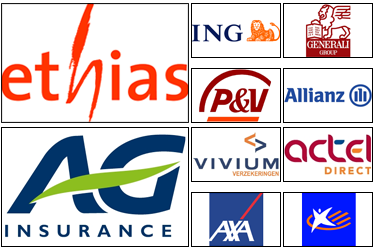 ethias
ING
GENERALI
GROUP
P&V
Allianz
AG
INSURANCE
VIVIUM
VERZEKERINGEN
actel
DIRECT
AXA